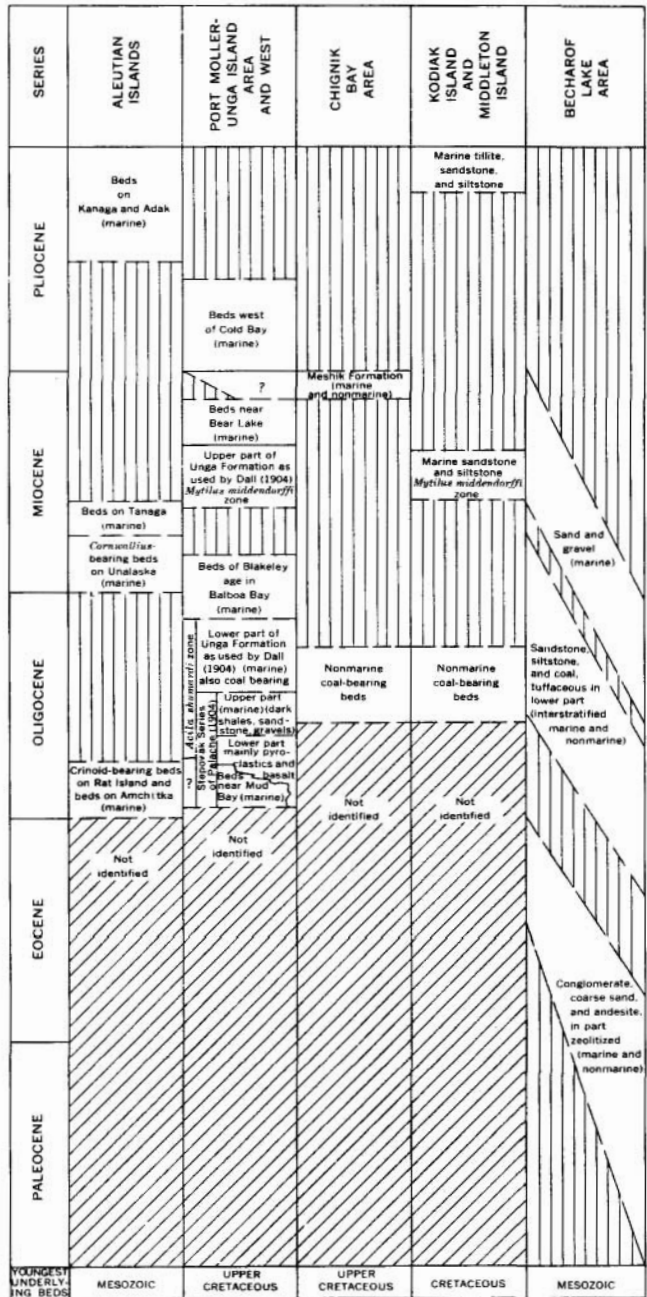 SERIES
ALEUTIAN
ISLANDS
PORT MOLLER-
UNGA ISLAND
AREA
AND WEST
CHIGNIK
BAY
AREA
KODIAK
ISLAND
AND
MIDDLETON
ISLAND
BECHAROF
LAKE
AREA
PLIOCENE
MIOCENE
OLIGOCENE
EOCENE
PALEOCENE
Beds
on
Kanaga and Adak
(marine)
Beds on Tanaga
(marine)
Cornwallius-
bearing beds
on Unalaska
(marine)
Crinoid-bearing beds
on Rat Island and
beds on Amchitka
(marine)
Not
identified
Beds west
of Cold Bay
(marine)
?
Beds near
Bear Lake
(marine)
Upper part of
Unga Formation as
used by Dall (1904)
Mytilus middendorffi
zone
Beds of Blakeley
age in
Balboa Bay
(marine)
Acila shumardi zone
?
Lower part of
Unga Formation
as used by Dall
(1904) (marine)
also coal bearing
Stepovak Series
of Palache (1904)
Upper part
(marine) (dark
shales, sand-
stone, gravels)
Lower part
mainly pyro-
clastics and
basalt
Beds
near Mud
Bay (marine)
Not
identified
Meshik Formation
(marine
and nonmarine)
Nonmarine
coal-bearing
beds
Not
identified
Marine tillite,
sandstone,
and siltstone
Marine sandstone
and siltstone
Mytilus middendorffi
zone
Nonmarine
coal-bearing
beds
Not
identified
Sand and
gravel
(marine)
Sandstone,
siltstone,
and coal,
tuffaceous in
lower part
(interstratified
marine and
nonmarine)
Conglomerate,
coarse sand,
and andesite,
in part
zeolitized
(marine and
nonmarine)
YOUNGEST
UNDERLY-
ING BEDS
MESOZOIC
UPPER
CRETACEOUS
UPPER
CRETACEOUS
CRETACEOUS
MESOZOIC